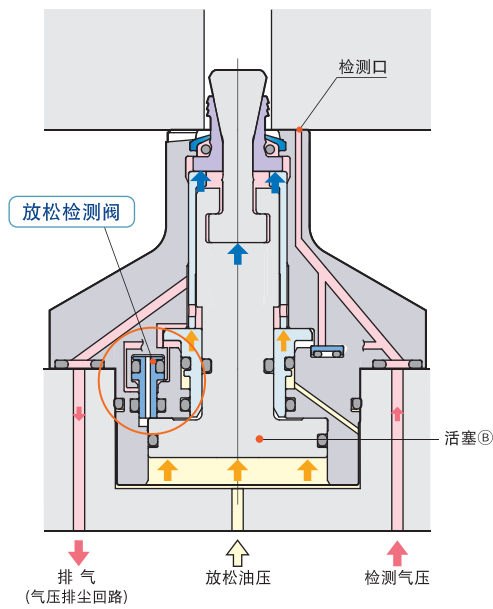 检测口
放松检测阀
活塞Ⓑ
排 气
(气压排尘回路)
放松油压
检测气压